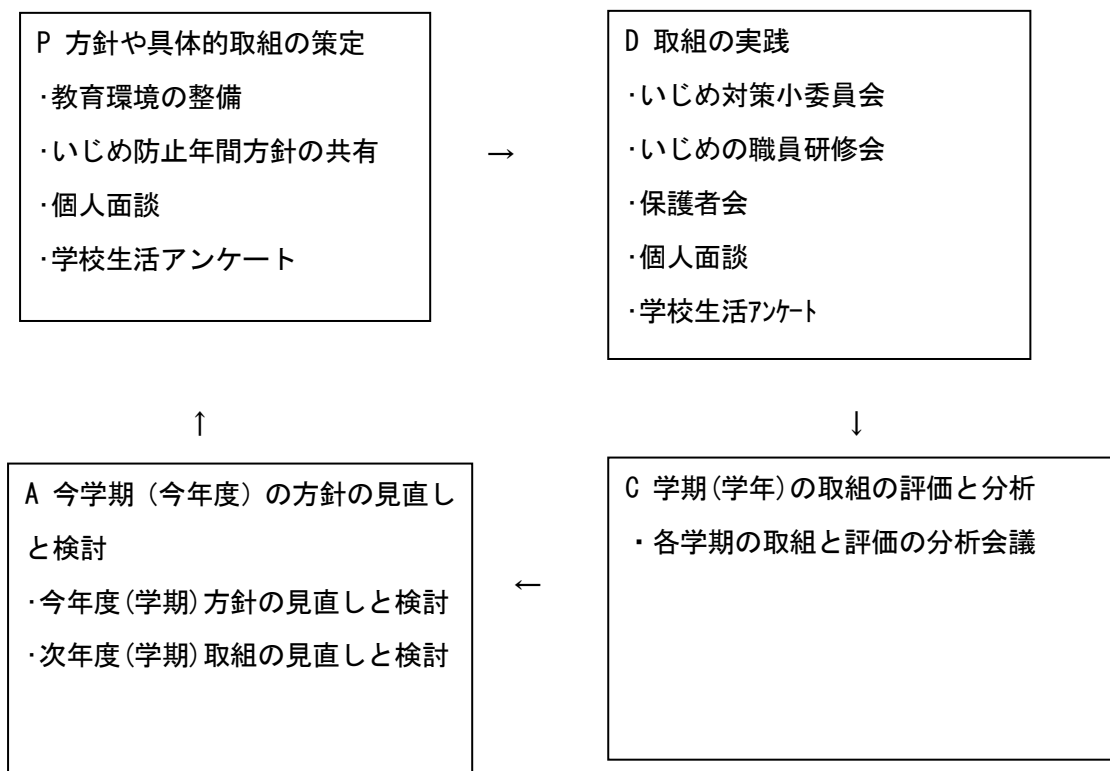 P 方針や具体的取組の策定
･教育環境の整備
･いじめ防止年間方針の共有
･個人面談
･学校生活アンケート
→
D 取組の実践
･いじめ対策小委員会
･いじめの職員研修会
･保護者会
･個人面談
･学校生活ｱﾝｹｰﾄ
↑
↓
A 今学期（今年度）の方針の見直し
と検討
･今年度(学期)方針の見直しと検討
･次年度(学期)取組の見直しと検討
←
C 学期(学年)の取組の評価と分析
・各学期の取組と評価の分析会議